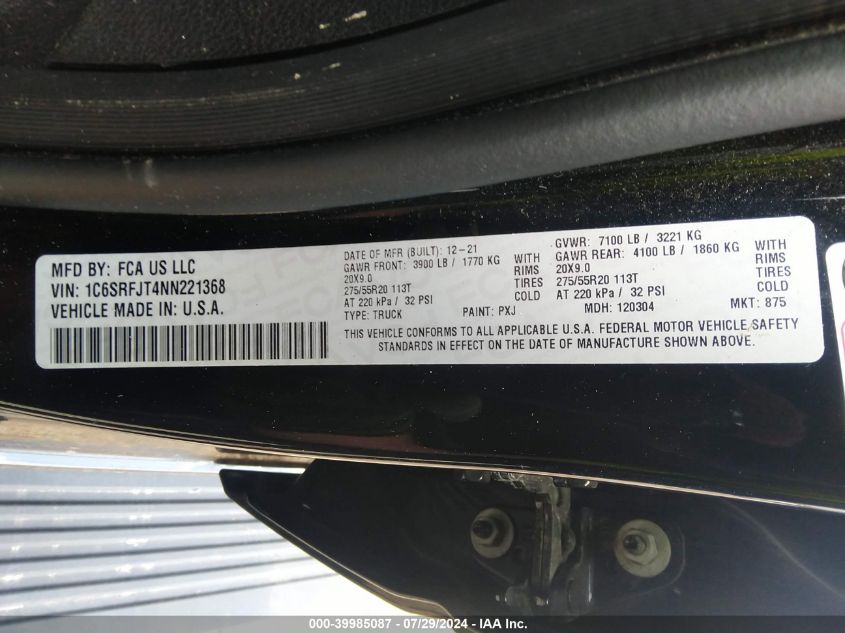 MFD BY: FCA US LLC
VIN: 1C6SRFJT4NN221368
VEHICLE MADE IN: U.S.A.
DATE OF MFR (BUILT): 12-21
GAWR FRONT: 3900 LB / 1770 KG WITH
20X9.0 RIMS
275/55R20 113T TIRES
AT 220 kPa / 32 PSI COLD
TYPE: TRUCK PAINT: PXJ
GVWR: 7100 LB / 3221 KG
GAWR REAR: 4100 LB / 1860 KG WITH
20X9.0 RIMS
275/55R20 113T TIRES
AT 220 kPa / 32 PSI COLD
MDH: 120304 MKT: 875
THIS VEHICLE CONFORMS TO ALL APPLICABLE U.S.A. FEDERAL MOTOR VEHICLE SAFETY
STANDARDS IN EFFECT ON THE DATE OF MANUFACTURE SHOWN ABOVE.
000-39985087 - 07/29/2024 - IAA Inc.